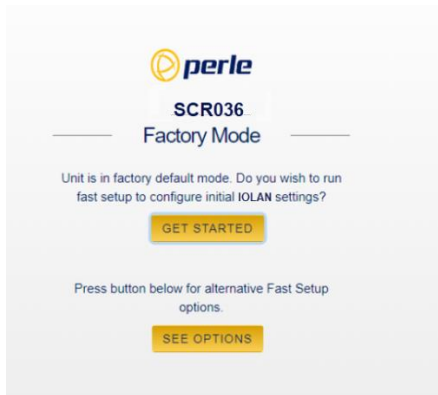 perle
SCR036
Factory Mode
Unit is in factory default mode. Do you wish to run
fast setup to configure initial IOLAN settings?
GET STARTED
Press button below for alternative Fast Setup
options.
SEE OPTIONS